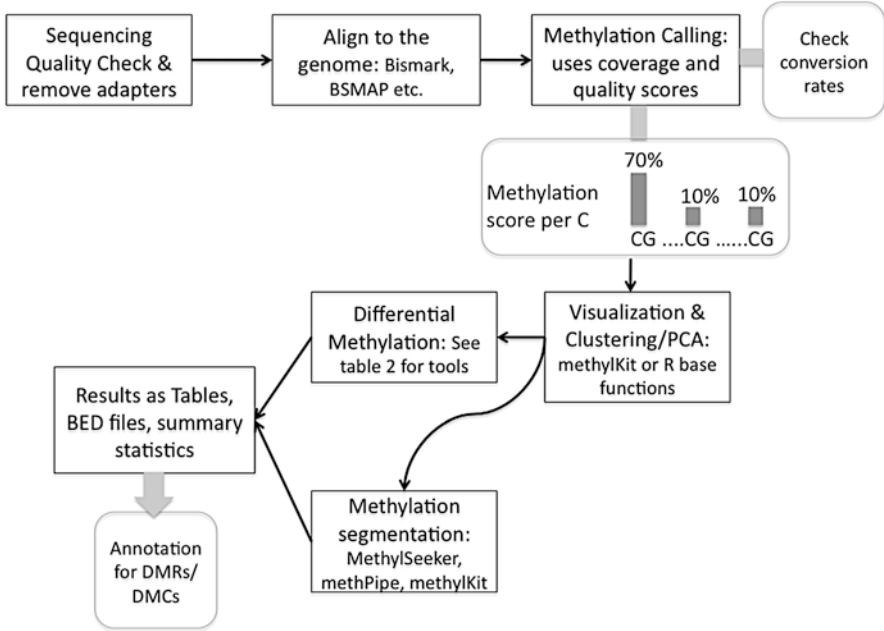 Sequencing
Quality Check &
remove adapters
Align to the
genome: Bismark,
BSMAP etc.
Methylation Calling:
uses coverage and
quality scores
Check
conversion
rates
Methylation
score per C
70%
10%
10%
CG ....CG ......CG
Visualization &
Clustering/PCA:
methylKit or R base
functions
Differential
Methylation: See
table 2 for tools
Results as Tables,
BED files, summary
statistics
Methylation
segmentation:
MethylSeeker,
methPipe, methylKit
Annotation
for DMRs/
DMCs